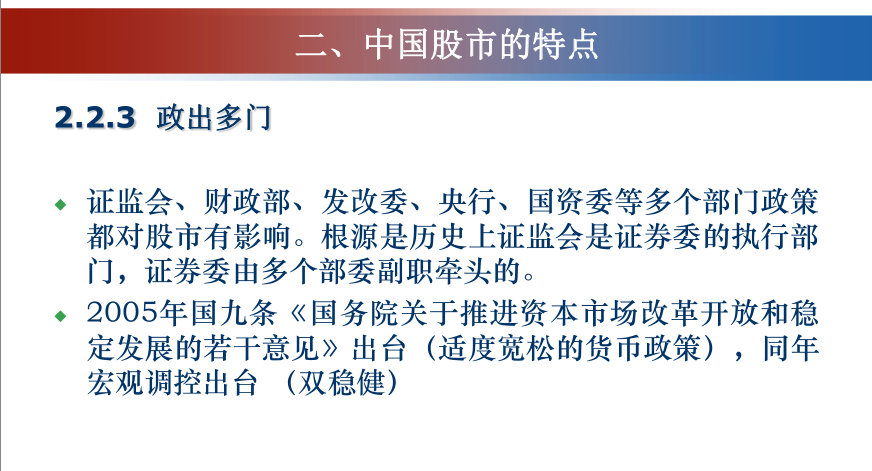 二、中国股市的特点
2.2.3 政出多门
证监会、财政部、发改委、央行、国资委等多个部门政策
都对股市有影响。根源是历史上证监会是证券委的执行部
门，证券委由多个部委副职牵头的。
2005年国九条《国务院关于推进资本市场改革开放和稳
定发展的若干意见》出台（适度宽松的货币政策），同年
宏观调控出台 （双稳健）